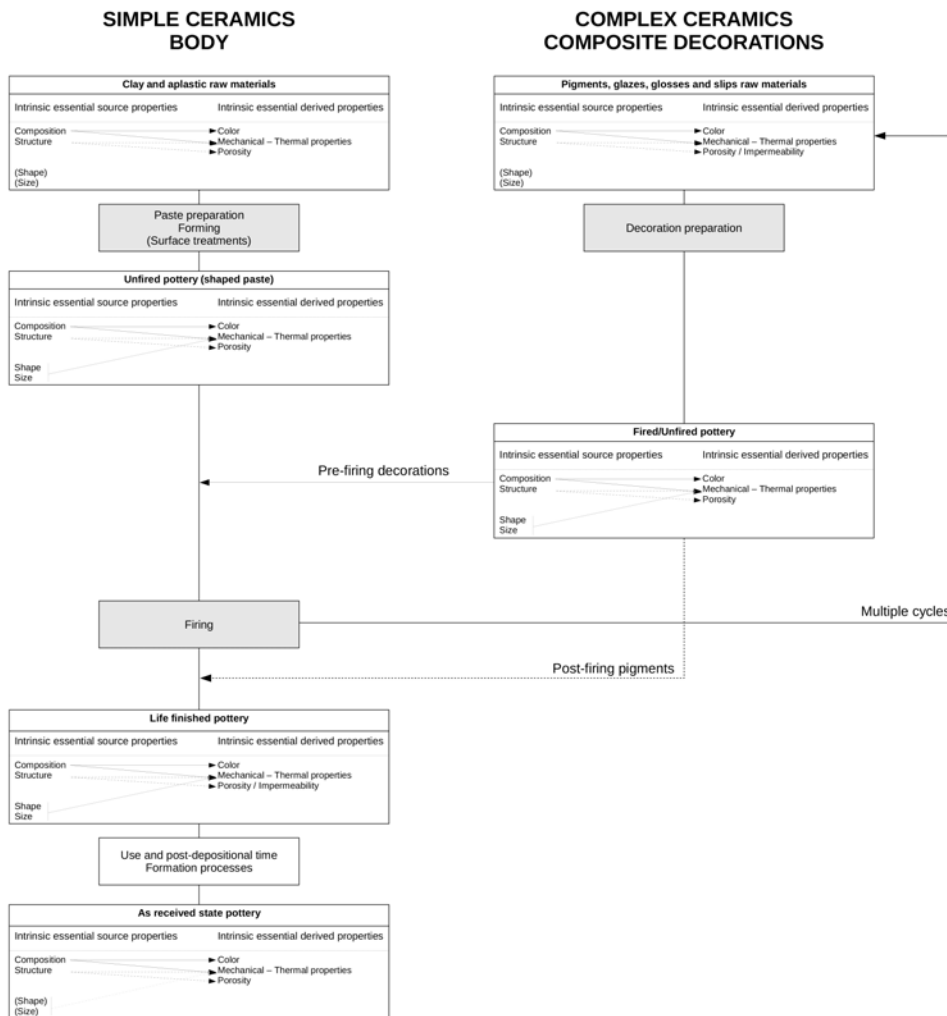 SIMPLE CERAMICS
BODY
COMPLEX CERAMICS
COMPOSITE DECORATIONS
Clay and aplastic raw materials
Intrinsic essential source properties
Intrinsic essential derived properties
Composition
Color
Structure
Mechanical – Thermal properties
Porosity
(Shape)
(Size)
Pigments, glazes, glosses and slips raw materials
Intrinsic essential source properties
Intrinsic essential derived properties
Composition
Color
Structure
Mechanical – Thermal properties
Porosity / Impermeability
(Shape)
(Size)
Paste preparation
Forming
(Surface treatments)
Decoration preparation
Unfired pottery (shaped paste)
Intrinsic essential source properties
Intrinsic essential derived properties
Composition
Color
Structure
Mechanical – Thermal properties
Porosity
Shape
Size
Fired/Unfired pottery
Intrinsic essential source properties
Intrinsic essential derived properties
Composition
Color
Structure
Mechanical – Thermal properties
Porosity
Shape
Size
Pre-firing decorations
Firing
Multiple cycles
Post-firing pigments
Life finished pottery
Intrinsic essential source properties
Intrinsic essential derived properties
Composition
Color
Structure
Mechanical – Thermal properties
Porosity / Impermeability
Shape
Size
Use and post-depositional time
Formation processes
As received state pottery
Intrinsic essential source properties
Intrinsic essential derived properties
Composition
Color
Structure
Mechanical – Thermal properties
Porosity
(Shape)
(Size)